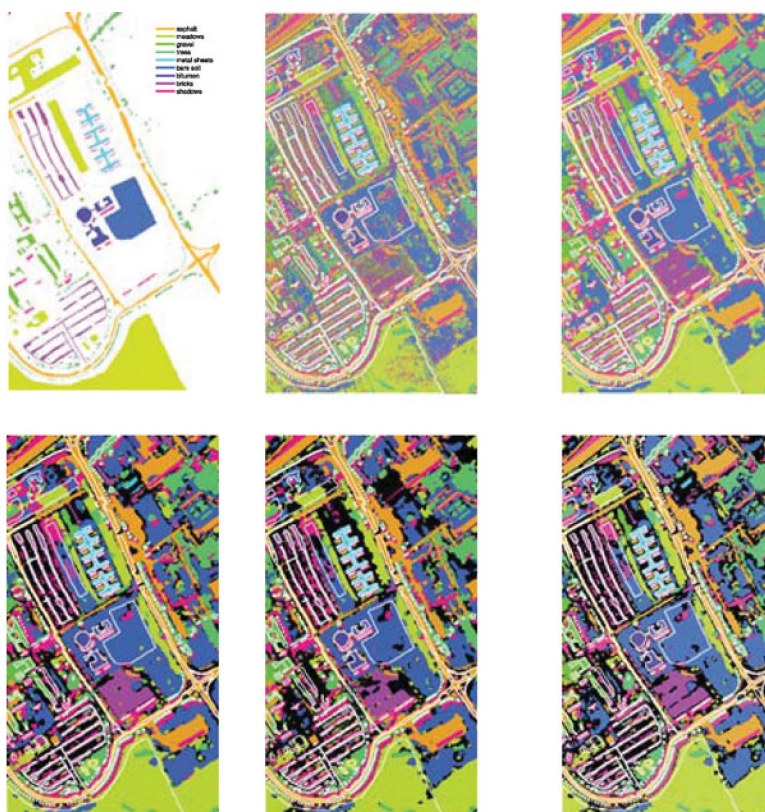 asphalt
meadows
gravel
trees
metal sheets
bare soil
bitumen
bricks
shadows